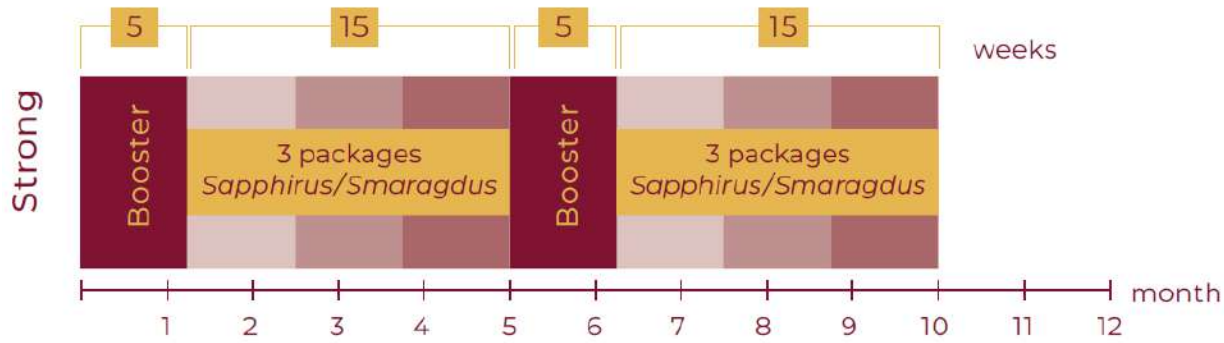 5
15
5
15
weeks
Strong
Booster
3 packages
Sapphirus/Smaragdus
Booster
3 packages
Sapphirus/Smaragdus
month
1 2 3 4 5 6 7 8 9 10 11 12